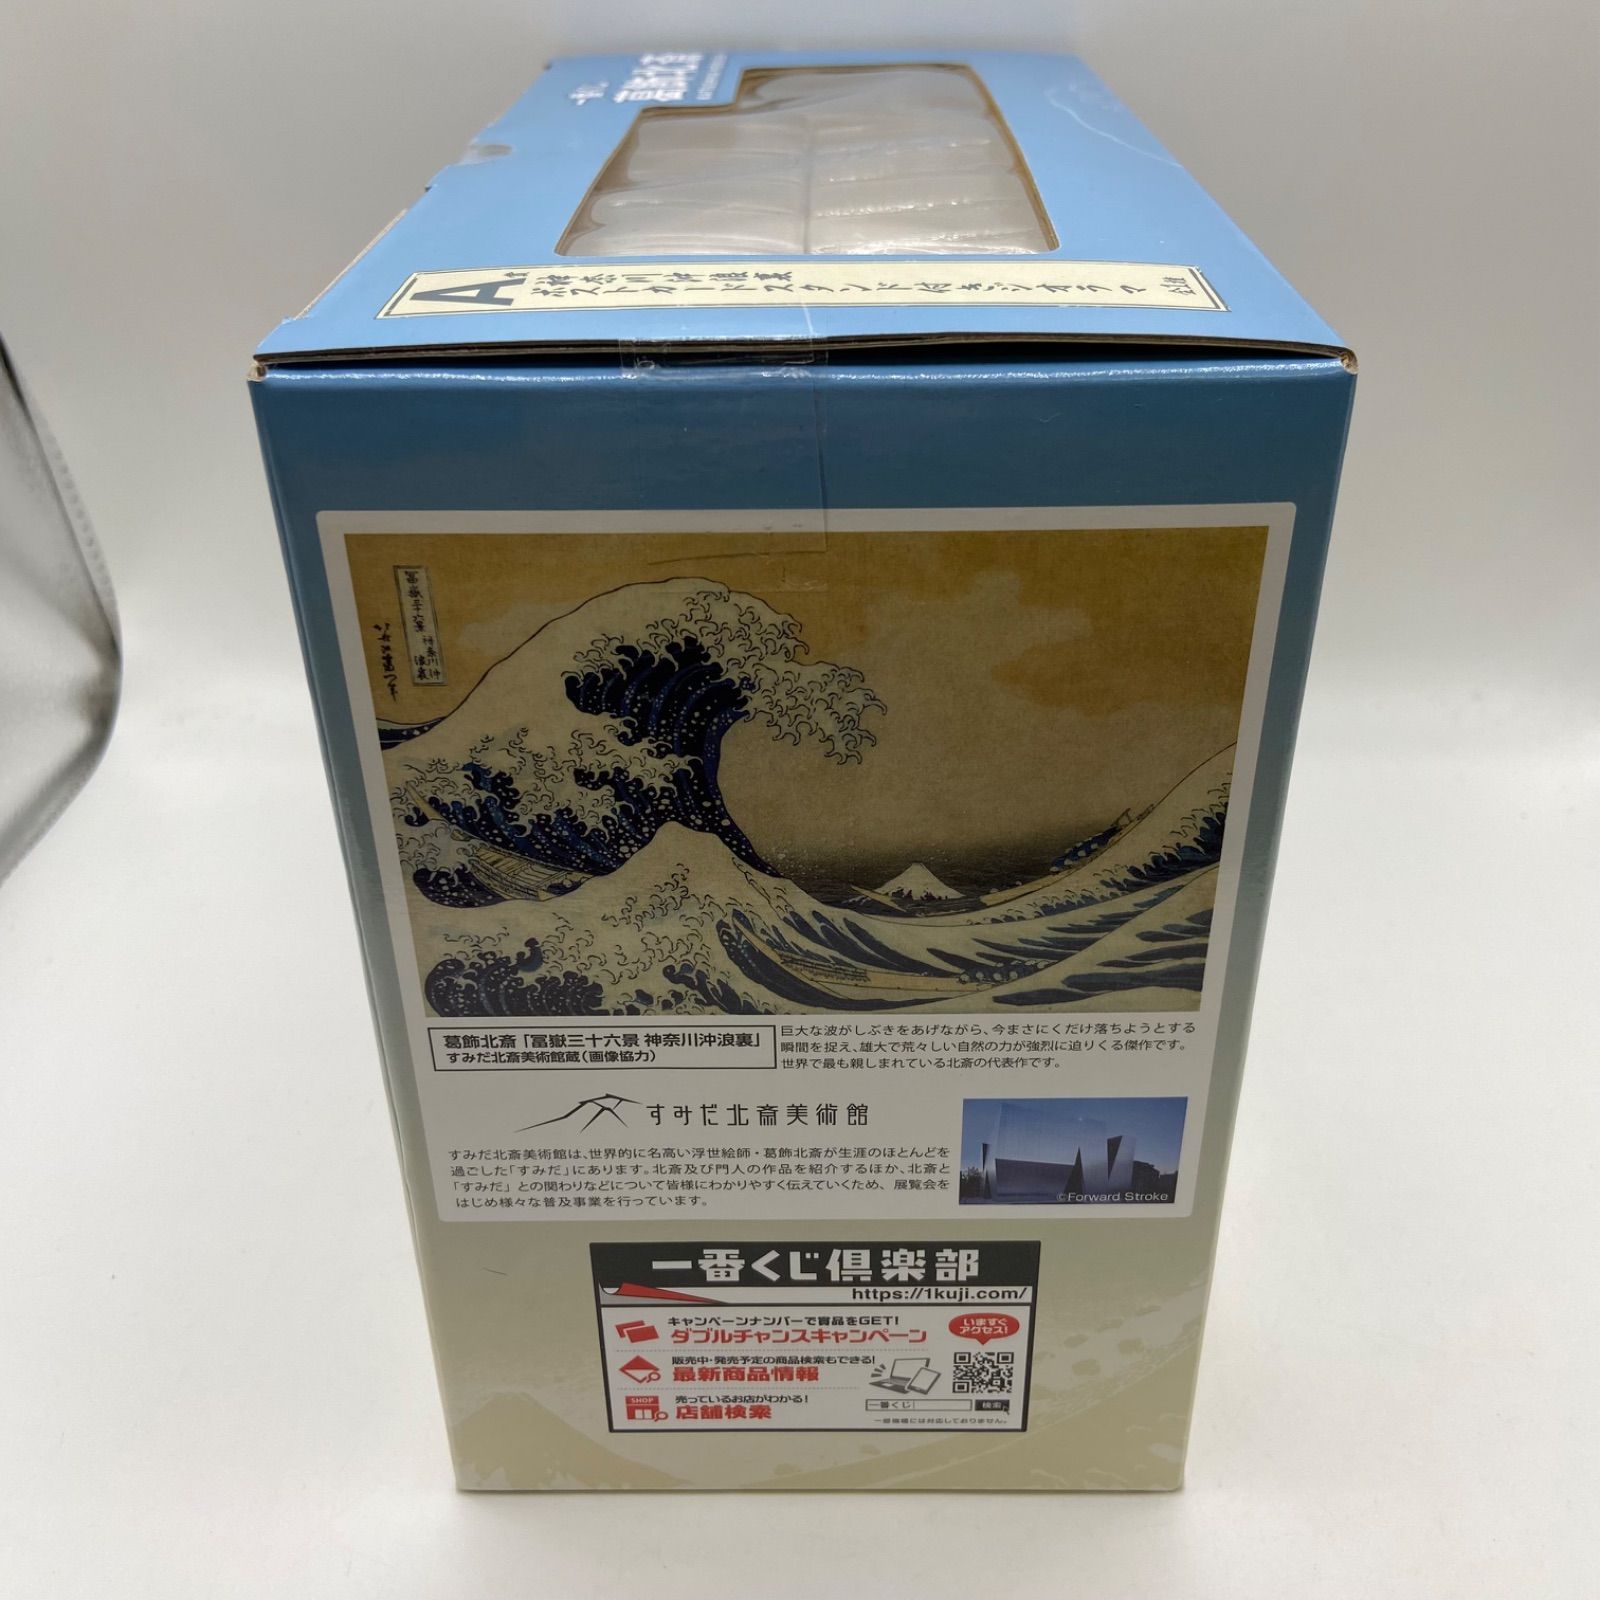 葛飾北斎
A賞 神奈川沖浪裏
ポストカードスタンド付きジオラマ
全1種
冨嶽三十六景 神奈川沖
浪裏
葛飾北斎「冨嶽三十六景 神奈川沖浪裏」
すみだ北斎美術館蔵(画像協力)
巨大な波がしぶきをあげながら、今まさにくだけ落ちようとする
瞬間を捉え、雄大で荒々しい自然の力が強烈に迫りくる傑作です。
世界で最も親しまれている北斎の代表作です。
すみだ北斎美術館
すみだ北斎美術館は、世界的に名高い浮世絵師・葛飾北斎が生涯のほとんどを
過ごした「すみだ」にあります。北斎及び門人の作品を紹介するほか、北斎と
「すみだ」との関わりなどについて皆様にわかりやすく伝えていくため、展覧会を
はじめ様々な普及事業を行っています。
©Forward Stroke
一番くじ倶楽部
https://1kuji.com/
キャンペーンナンバーで賞品をGET!
ダブルチャンスキャンペーン
いますぐ
アクセス!
販売中・発売予定の商品検索もできる!
最新商品情報
SHOP
売っているお店がわかる!
店舗検索
一番くじ
検索